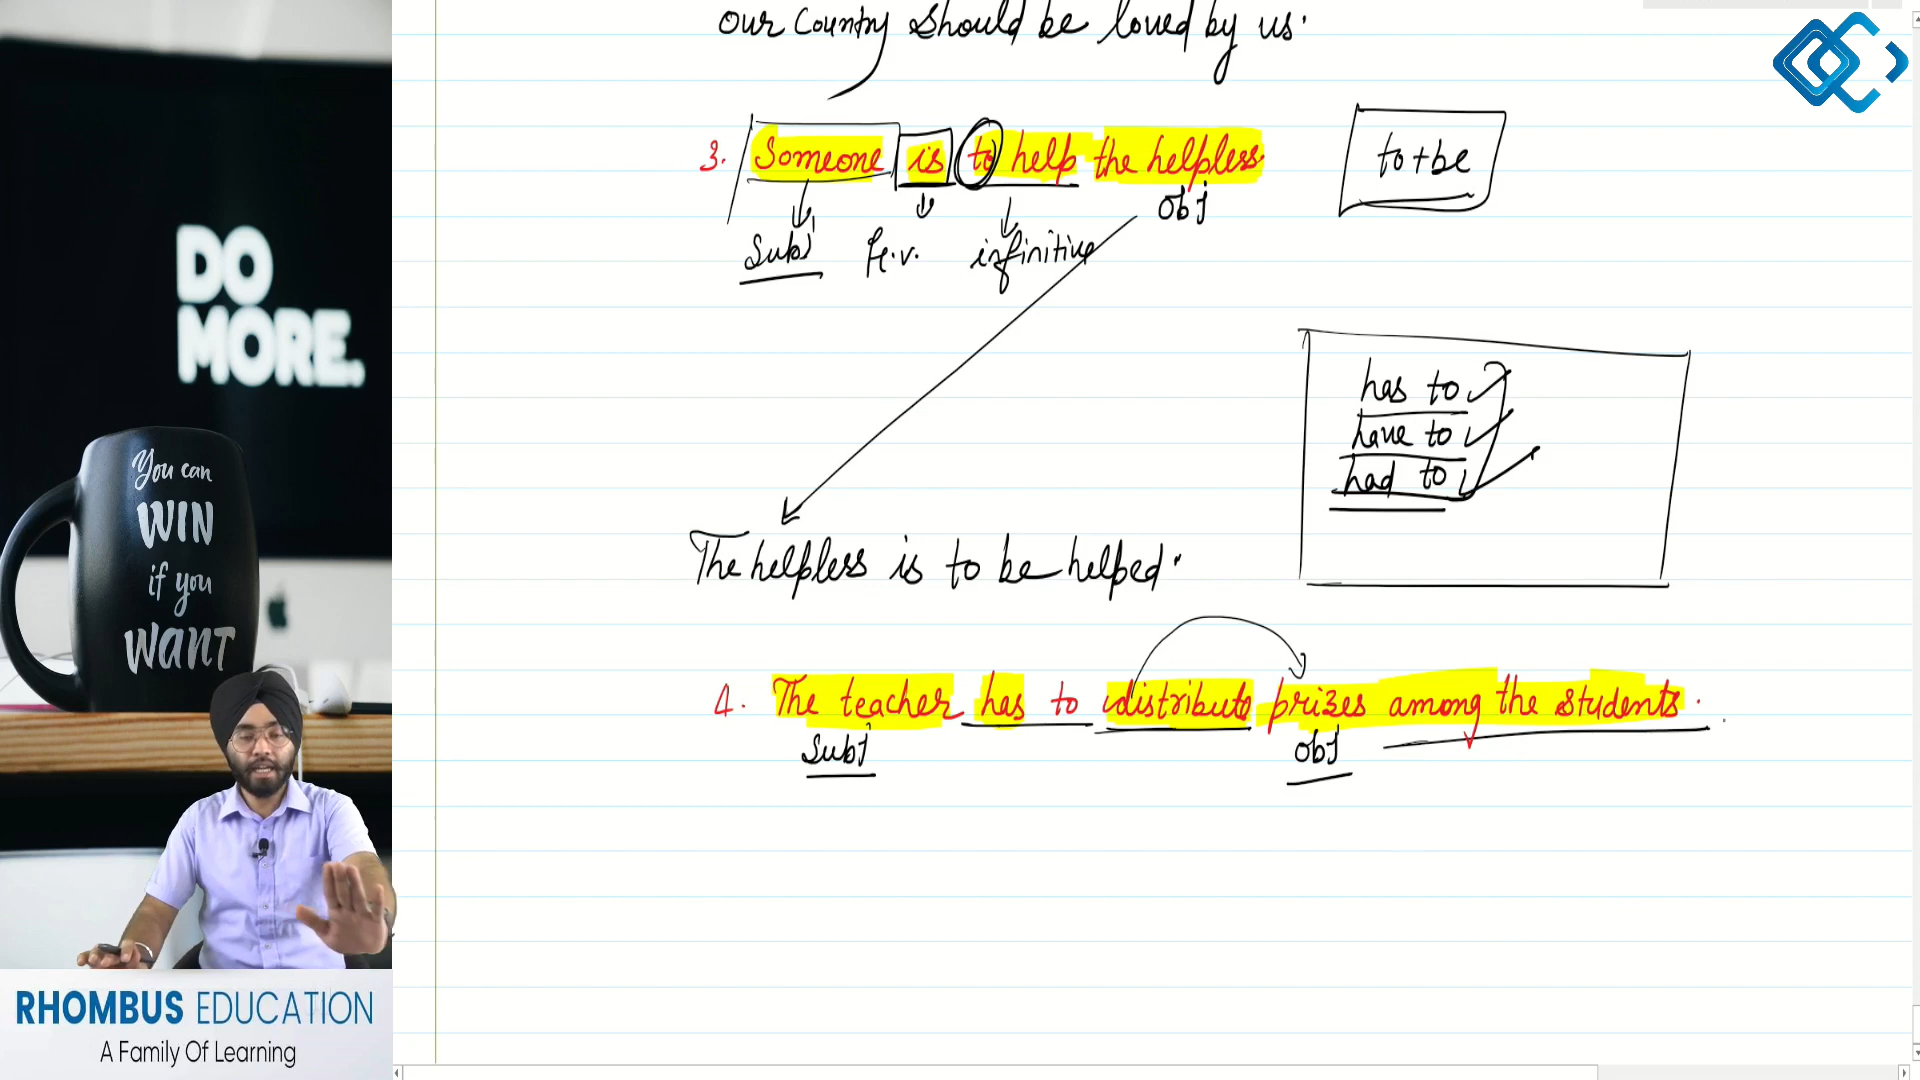 Our Country should be loved by us.
3. Someone is to help the helpless
to+be
Subj H.V. infinitive Obj
has to
have to
had to
The helpless is to be helped.
4. The teacher has to distribute prizes among the students.
Subj Obj
DO
MORE.
You can
WIN
if you
WANT
RHOMBUS EDUCATION
A Family Of Learning